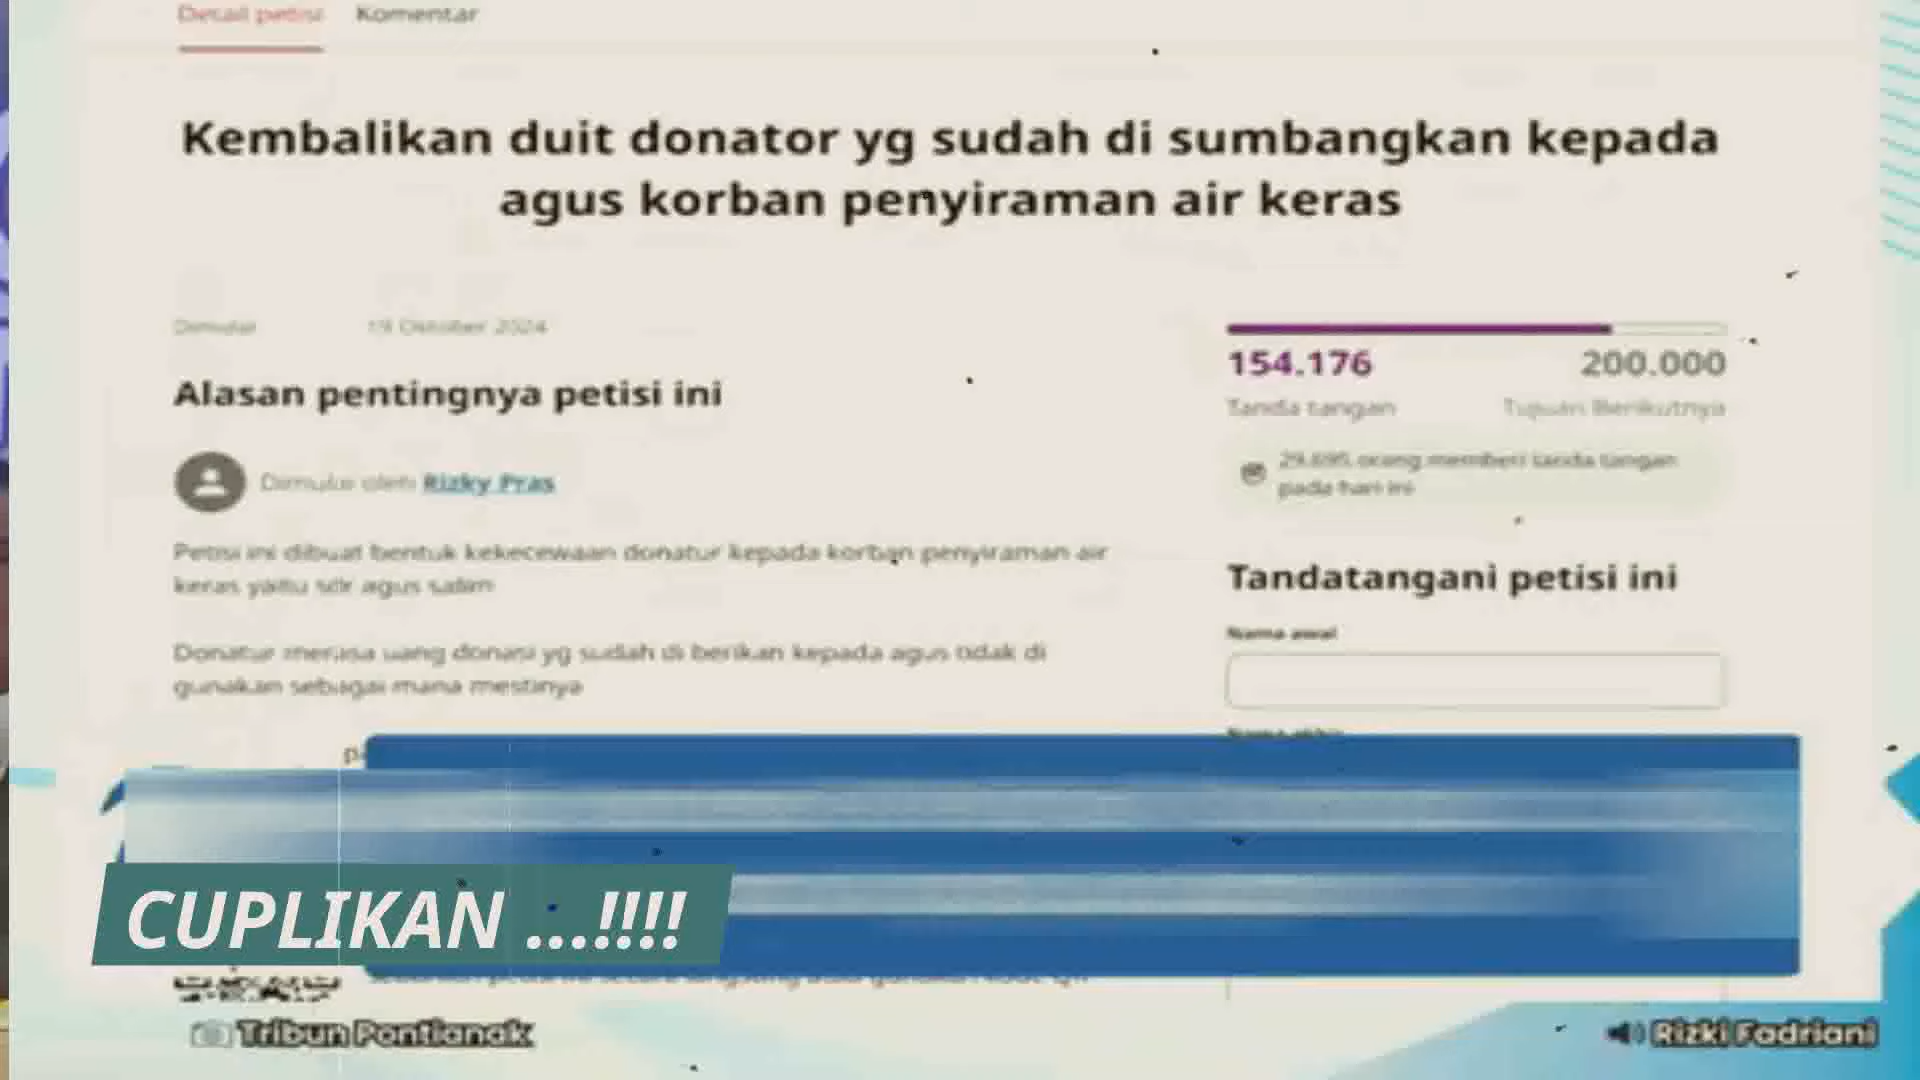 Detail petisi Komentar
Kembalikan duit donator yg sudah di sumbangkan kepada
agus korban penyiraman air keras
Dimulai 19 Oktober 2024
154.176 200.000
Tanda tangan Tujuan Berikutnya
Alasan pentingnya petisi ini
29.695 orang memberi tanda tangan
pada hari ini
Dimulai oleh Rizky Pras
Petisi ini dibuat bentuk kekecewaan donatur kepada korban penyiraman air
keras yaitu sdr agus salim
Tandatangani petisi ini
Nama awal
Donatur merasa uang donasi yg sudah di berikan kepada agus tidak di
gunakan sebagai mana mestinya
CUPLIKAN ...!!!!
Tribun Pontianak
Rizki Fadriani